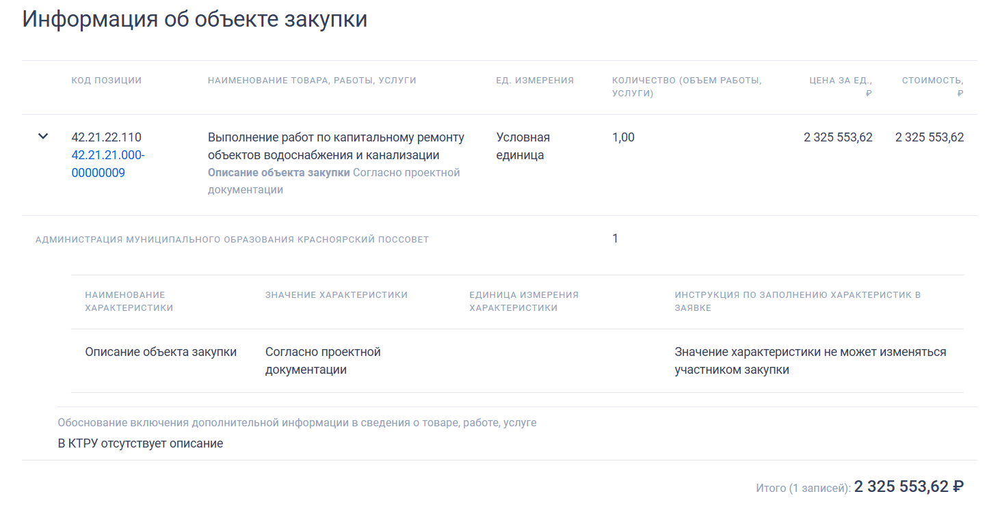 Информация об объекте закупки
КОД ПОЗИЦИИ НАИМЕНОВАНИЕ ТОВАРА, РАБОТЫ, УСЛУГИ ЕД. ИЗМЕРЕНИЯ КОЛИЧЕСТВО (ОБЪЕМ РАБОТЫ, ЦЕНА ЗА ЕД., СТОИМОСТЬ,
УСЛУГИ) ₽ ₽
42.21.22.110 Выполнение работ по капитальному ремонту Условная 1,00 2 325 553,62 2 325 553,62
42.21.21.000- объектов водоснабжения и канализации единица
00000009 Описание объекта закупки Согласно проектной
документации
АДМИНИСТРАЦИЯ МУНИЦИПАЛЬНОГО ОБРАЗОВАНИЯ КРАСНОЯРСКИЙ ПОССОВЕТ 1
НАИМЕНОВАНИЕ ЗНАЧЕНИЕ ХАРАКТЕРИСТИКИ ЕДИНИЦА ИЗМЕРЕНИЯ ИНСТРУКЦИЯ ПО ЗАПОЛНЕНИЮ ХАРАКТЕРИСТИК В
ХАРАКТЕРИСТИКИ ХАРАКТЕРИСТИКИ ЗАЯВКЕ
Описание объекта закупки Согласно проектной Значение характеристики не может изменяться
документации участником закупки
Обоснование включения дополнительной информации в сведения о товаре, работе, услуге
В КТРУ отсутствует описание
Итого (1 записей): 2 325 553,62 ₽